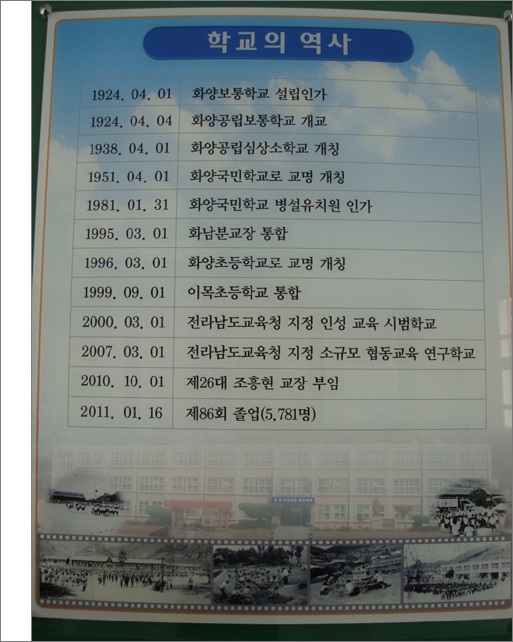 학교의 역사
1924. 04. 01 화양보통학교 설립인가
1924. 04. 04 화양공립보통학교 개교
1938. 04. 01 화양공립심상소학교 개칭
1951. 04. 01 화양국민학교로 교명 개칭
1981. 01. 31 화양국민학교 병설유치원 인가
1995. 03. 01 화남분교장 통합
1996. 03. 01 화양초등학교로 교명 개칭
1999. 09. 01 이목초등학교 통합
2000. 03. 01 전라남도교육청 지정 인성 교육 시범학교
2007. 03. 01 전라남도교육청 지정 소규모 협동교육 연구학교
2010. 10. 01 제26대 조흥현 교장 부임
2011. 01. 16 제86회 졸업(5,781명)